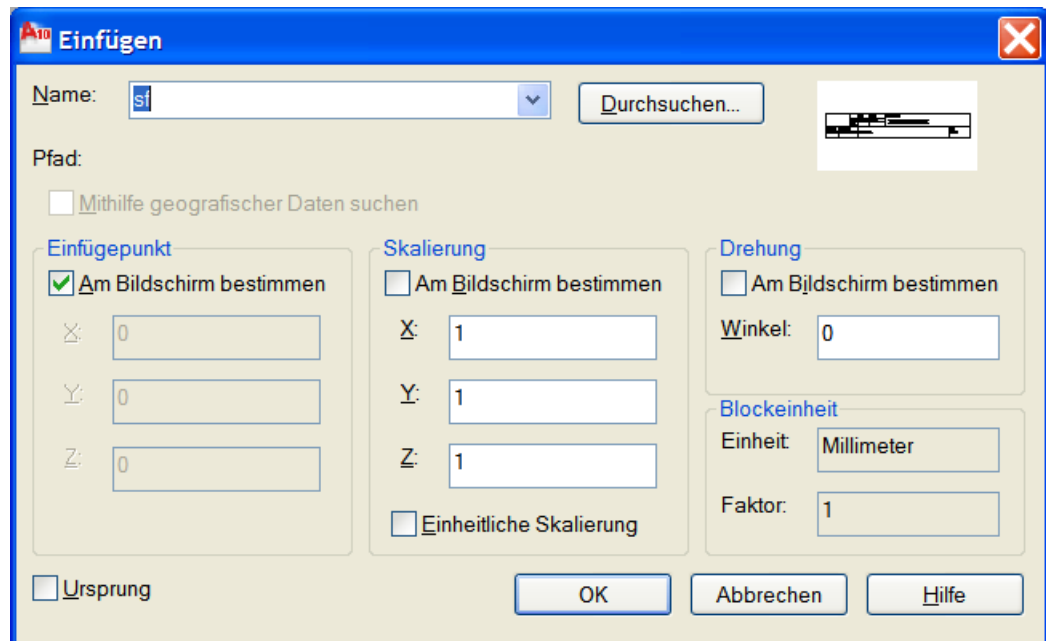 A10 Einfügen
Name: sf Durchsuchen...
Pfad:
Mithilfe geografischer Daten suchen
Einfügepunkt
Am Bildschirm bestimmen
X: 0
Y: 0
Z: 0
Skalierung
Am Bildschirm bestimmen
X: 1
Y: 1
Z: 1
Einheitliche Skalierung
Drehung
Am Bildschirm bestimmen
Winkel: 0
Blockeinheit
Einheit: Millimeter
Faktor: 1
Ursprung
OK Abbrechen Hilfe